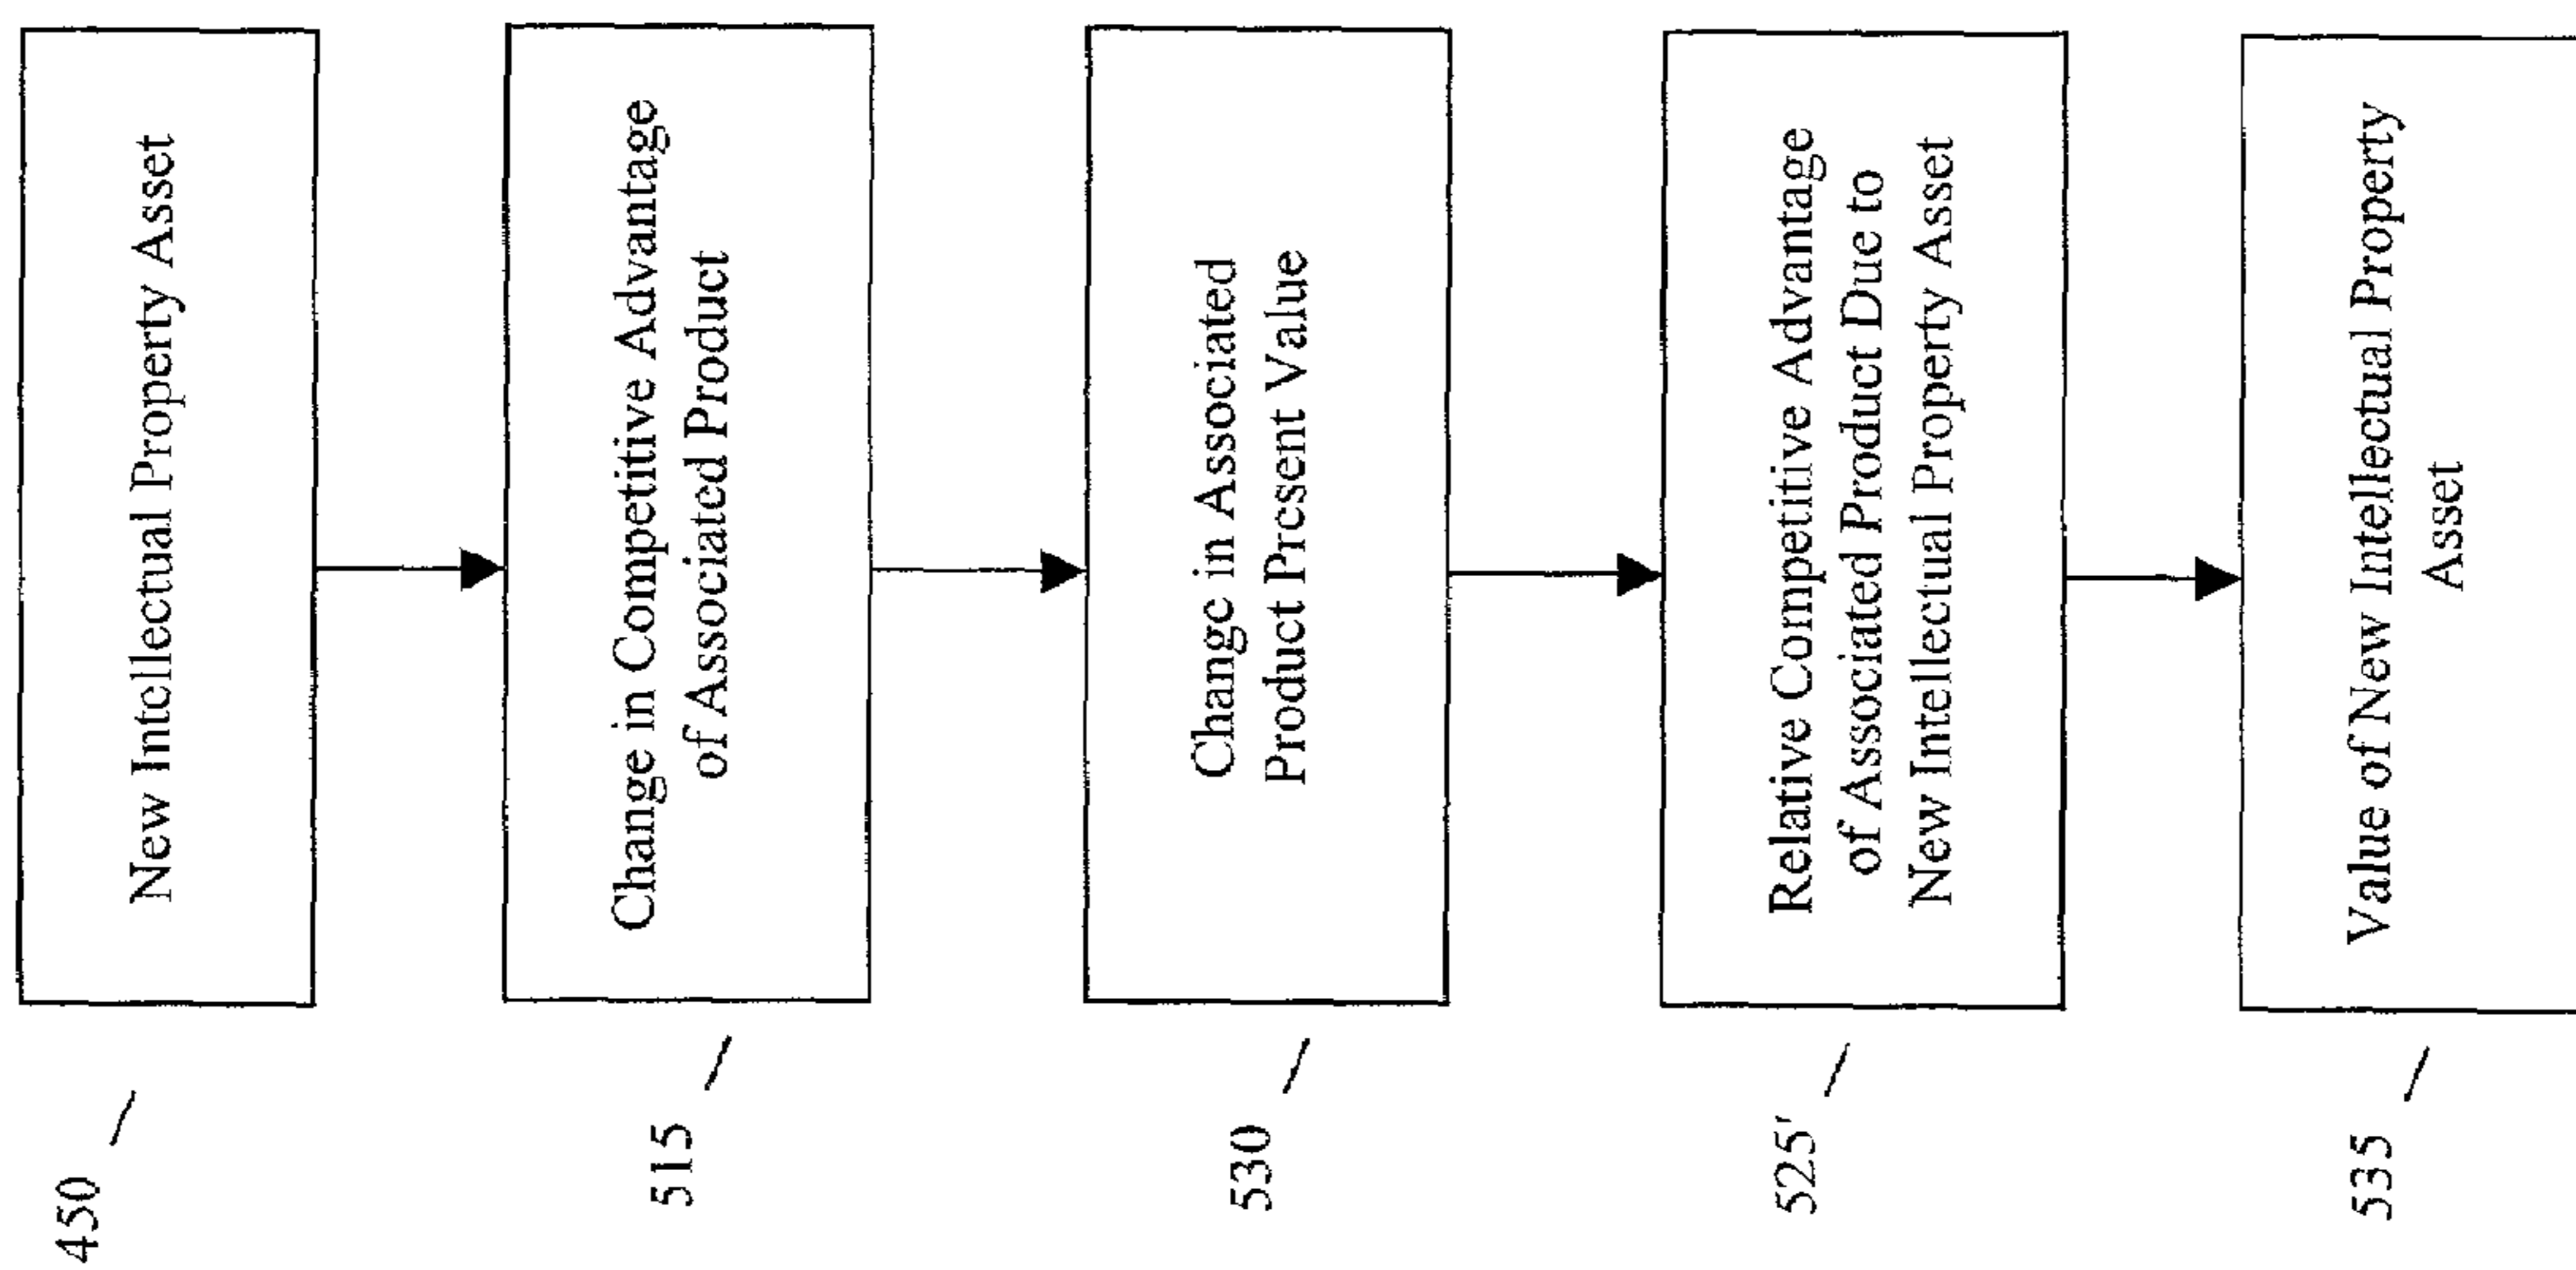 450
New Intellectual Property Asset
515
Change in Competitive Advantage
of Associated Product
530
Change in Associated
Product Present Value
525'
Relative Competitive Advantage
of Associated Product Due to
New Intellectual Property Asset
535
Value of New Intellectual Property
Asset